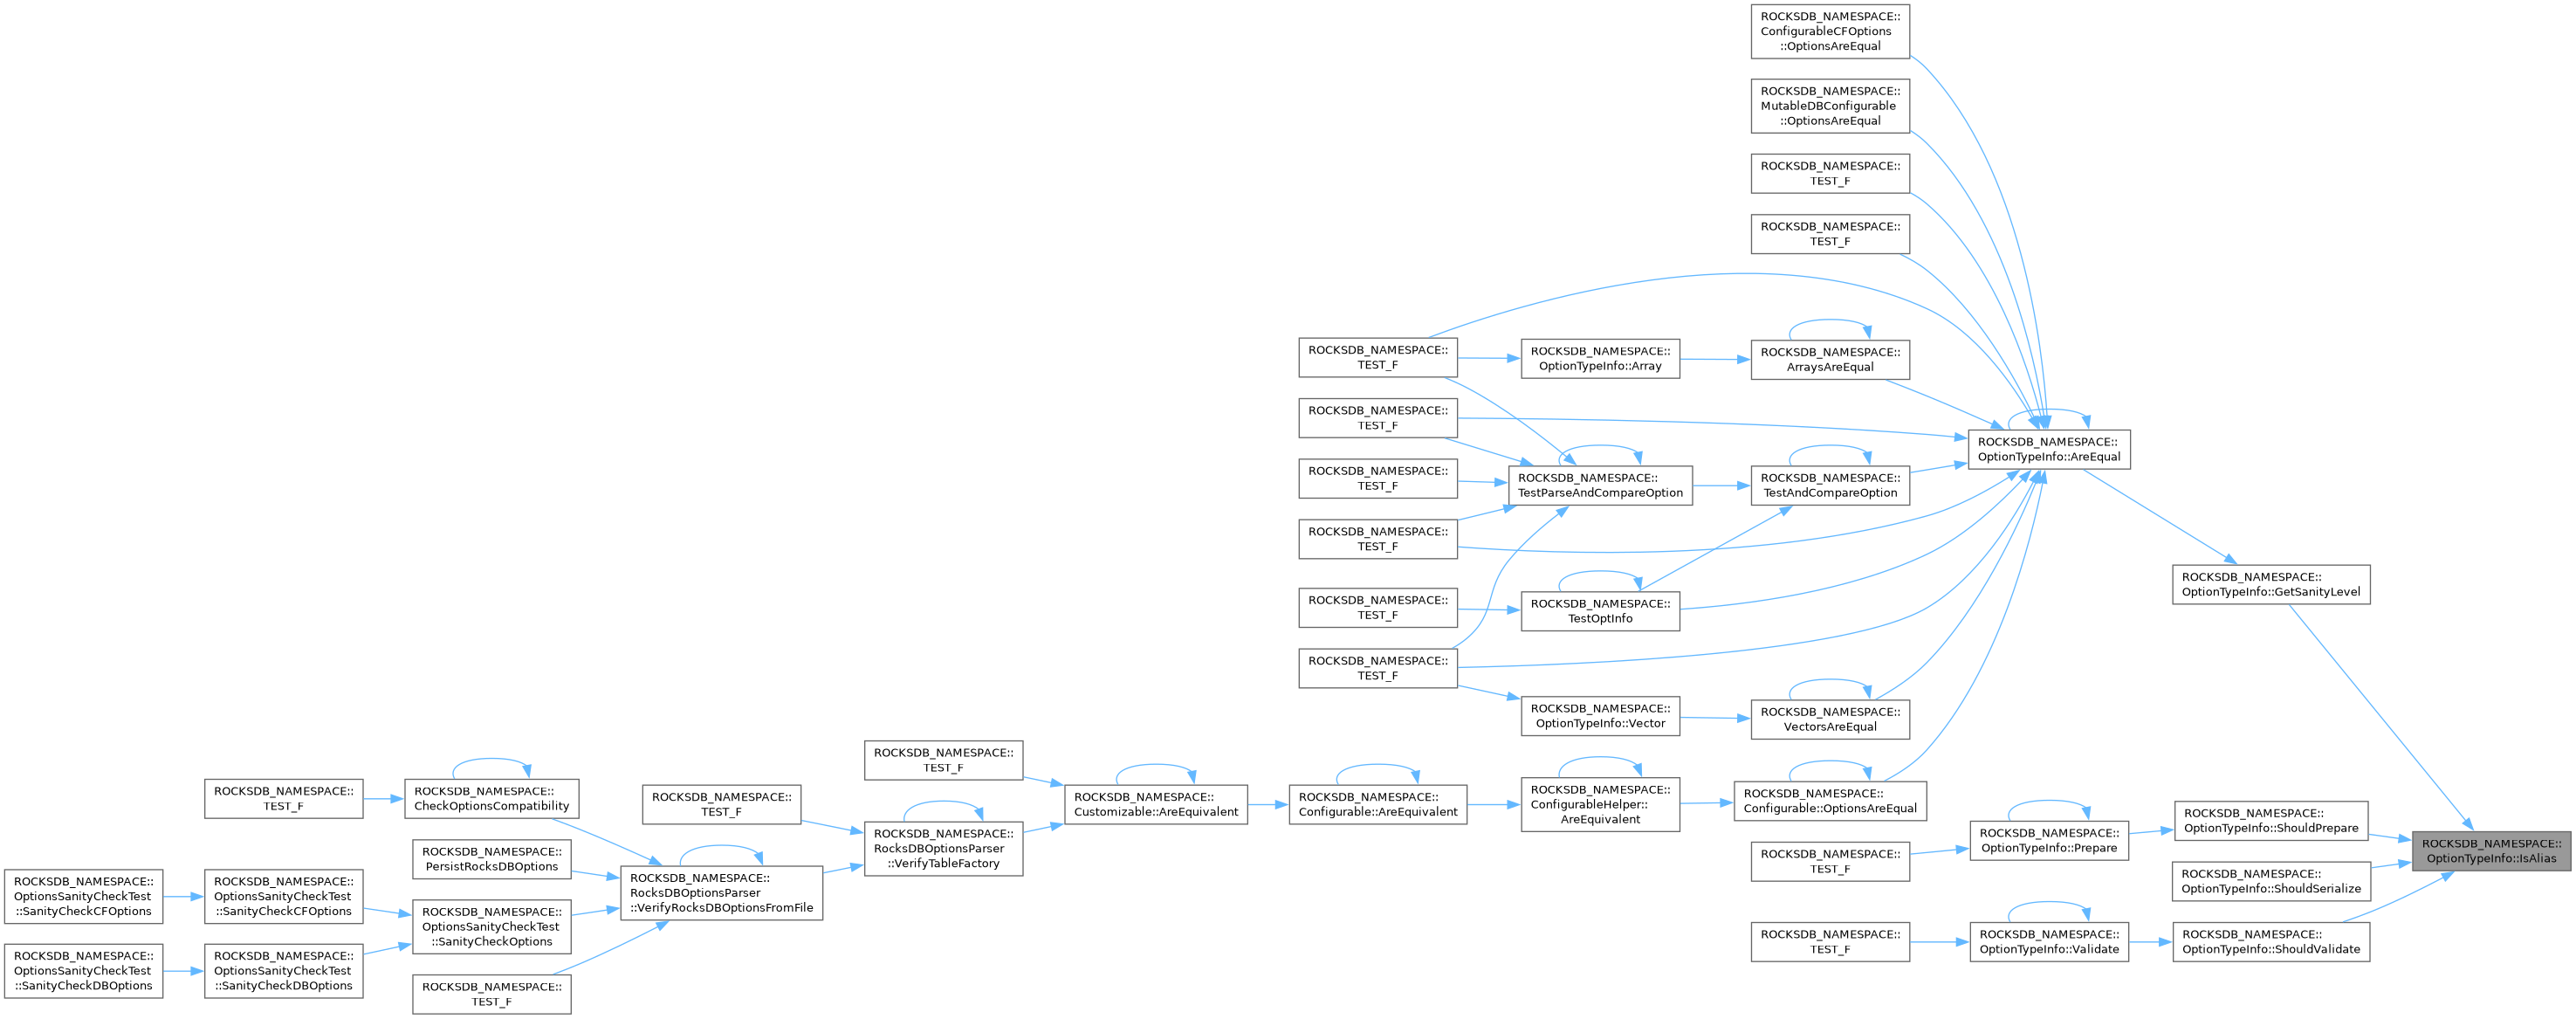 ROCKSDB_NAMESPACE::
ConfigurableCFOptions
::OptionsAreEqual
ROCKSDB_NAMESPACE::
MutableDBConfigurable
::OptionsAreEqual
ROCKSDB_NAMESPACE::
TEST_F
ROCKSDB_NAMESPACE::
TEST_F
ROCKSDB_NAMESPACE::
TEST_F
ROCKSDB_NAMESPACE::
OptionTypeInfo::Array
ROCKSDB_NAMESPACE::
ArraysAreEqual
ROCKSDB_NAMESPACE::
TEST_F
ROCKSDB_NAMESPACE::
OptionTypeInfo::AreEqual
ROCKSDB_NAMESPACE::
TEST_F
ROCKSDB_NAMESPACE::
TestParseAndCompareOption
ROCKSDB_NAMESPACE::
TestAndCompareOption
ROCKSDB_NAMESPACE::
TEST_F
ROCKSDB_NAMESPACE::
OptionTypeInfo::GetSanityLevel
ROCKSDB_NAMESPACE::
TEST_F
ROCKSDB_NAMESPACE::
TestOptInfo
ROCKSDB_NAMESPACE::
TEST_F
ROCKSDB_NAMESPACE::
OptionTypeInfo::Vector
ROCKSDB_NAMESPACE::
VectorsAreEqual
ROCKSDB_NAMESPACE::
TEST_F
ROCKSDB_NAMESPACE::
TEST_F
ROCKSDB_NAMESPACE::
CheckOptionsCompatibility
ROCKSDB_NAMESPACE::
TEST_F
ROCKSDB_NAMESPACE::
Customizable::AreEquivalent
ROCKSDB_NAMESPACE::
Configurable::AreEquivalent
ROCKSDB_NAMESPACE::
ConfigurableHelper::
AreEquivalent
ROCKSDB_NAMESPACE::
Configurable::OptionsAreEqual
ROCKSDB_NAMESPACE::
OptionTypeInfo::ShouldPrepare
ROCKSDB_NAMESPACE::
RocksDBOptionsParser
::VerifyTableFactory
ROCKSDB_NAMESPACE::
OptionTypeInfo::Prepare
ROCKSDB_NAMESPACE::
OptionTypeInfo::IsAlias
ROCKSDB_NAMESPACE::
PersistRocksDBOptions
ROCKSDB_NAMESPACE::
TEST_F
ROCKSDB_NAMESPACE::
OptionTypeInfo::ShouldSerialize
ROCKSDB_NAMESPACE::
OptionsSanityCheckTest
::SanityCheckCFOptions
ROCKSDB_NAMESPACE::
OptionsSanityCheckTest
::SanityCheckCFOptions
ROCKSDB_NAMESPACE::
RocksDBOptionsParser
::VerifyRocksDBOptionsFromFile
ROCKSDB_NAMESPACE::
OptionsSanityCheckTest
::SanityCheckOptions
ROCKSDB_NAMESPACE::
TEST_F
ROCKSDB_NAMESPACE::
OptionTypeInfo::Validate
ROCKSDB_NAMESPACE::
OptionTypeInfo::ShouldValidate
ROCKSDB_NAMESPACE::
OptionsSanityCheckTest
::SanityCheckDBOptions
ROCKSDB_NAMESPACE::
OptionsSanityCheckTest
::SanityCheckDBOptions
ROCKSDB_NAMESPACE::
TEST_F